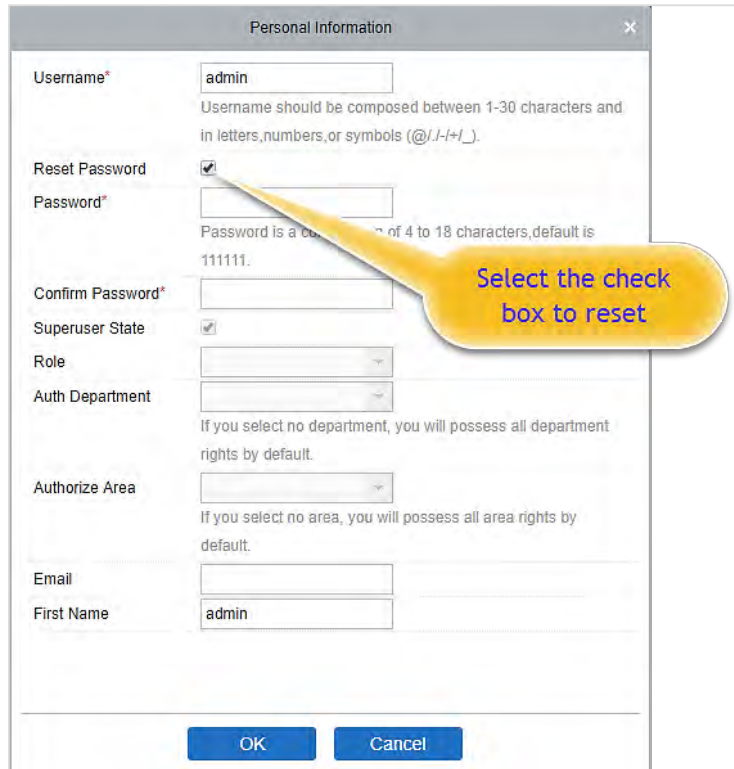 Personal Information
Username*
admin
Username should be composed between 1-30 characters and
in letters,numbers,or symbols (@/./-/+/_).
Reset Password
Password*
Password is a of 4 to 18 characters,default is
111111.
Select the check
box to reset
Confirm Password*
Superuser State
Role
Auth Department
If you select no department, you will possess all department
rights by default.
Authorize Area
If you select no area, you will possess all area rights by
default.
Email
First Name
admin
OK
Cancel